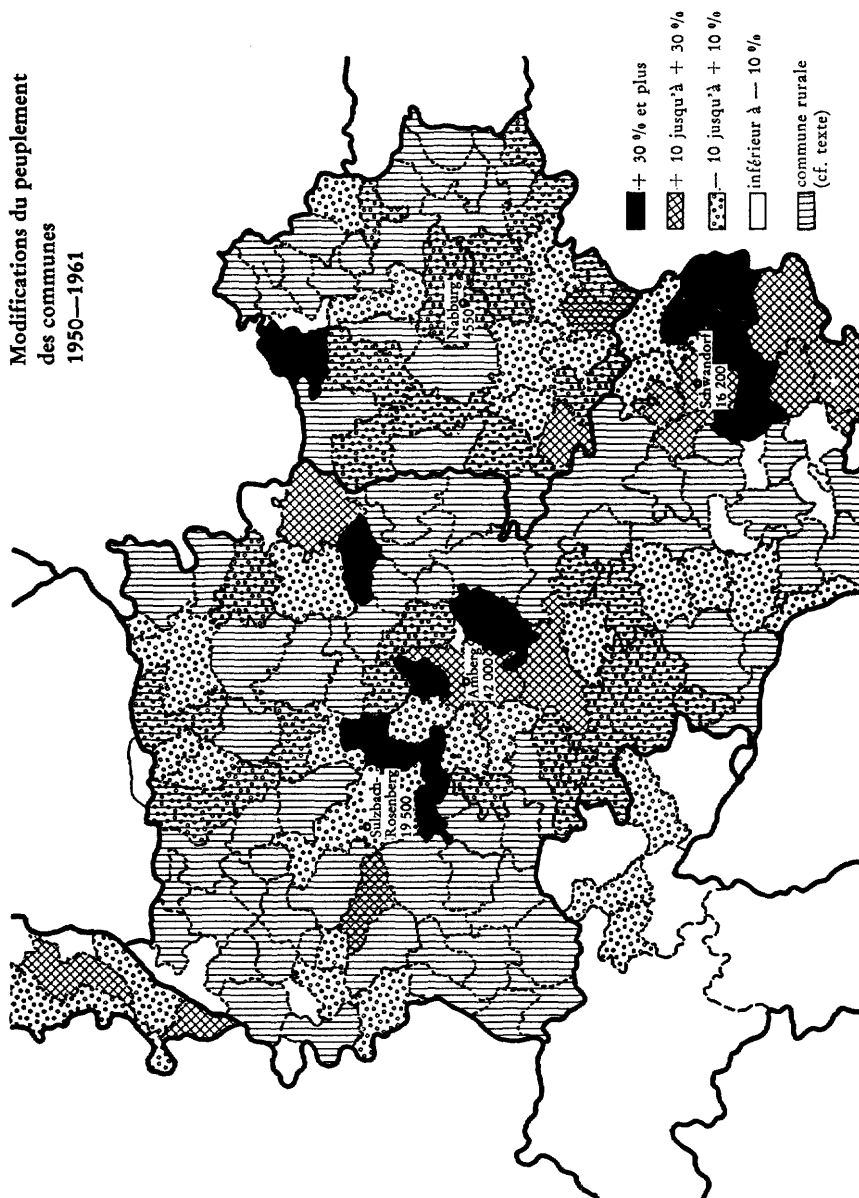 Modifications du peuplement
des communes
1950—1961
+ 30 % et plus
+ 10 jusqu'à + 30 %
— 10 jusqu'à + 10 %
inférieur à — 10 %
commune rurale
(cf. texte)
Nabburg
4550
Schwandorf
16 200
Amberg
42 000
Sulzbach-
Rosenberg
19 500